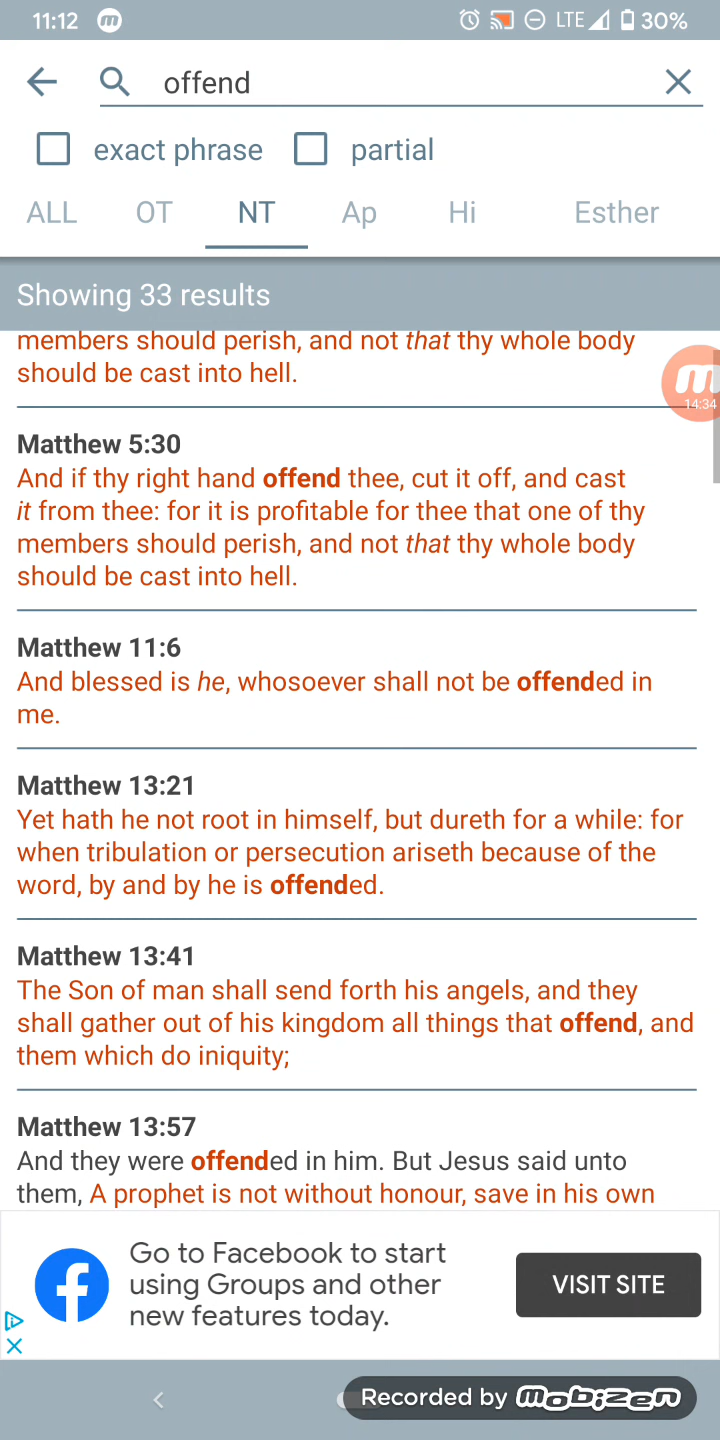 11:12
LTE 30%
offend
exact phrase partial
ALL OT NT Ap Hi Esther
Showing 33 results
members should perish, and not that thy whole body
should be cast into hell.
14:34
Matthew 5:30
And if thy right hand offend thee, cut it off, and cast
it from thee: for it is profitable for thee that one of thy
members should perish, and not that thy whole body
should be cast into hell.
Matthew 11:6
And blessed is he, whosoever shall not be offended in
me.
Matthew 13:21
Yet hath he not root in himself, but dureth for a while: for
when tribulation or persecution ariseth because of the
word, by and by he is offended.
Matthew 13:41
The Son of man shall send forth his angels, and they
shall gather out of his kingdom all things that offend, and
them which do iniquity;
Matthew 13:57
And they were offended in him. But Jesus said unto
them, A prophet is not without honour, save in his own
Go to Facebook to start
using Groups and other
new features today.
VISIT SITE
Recorded by Mobizen